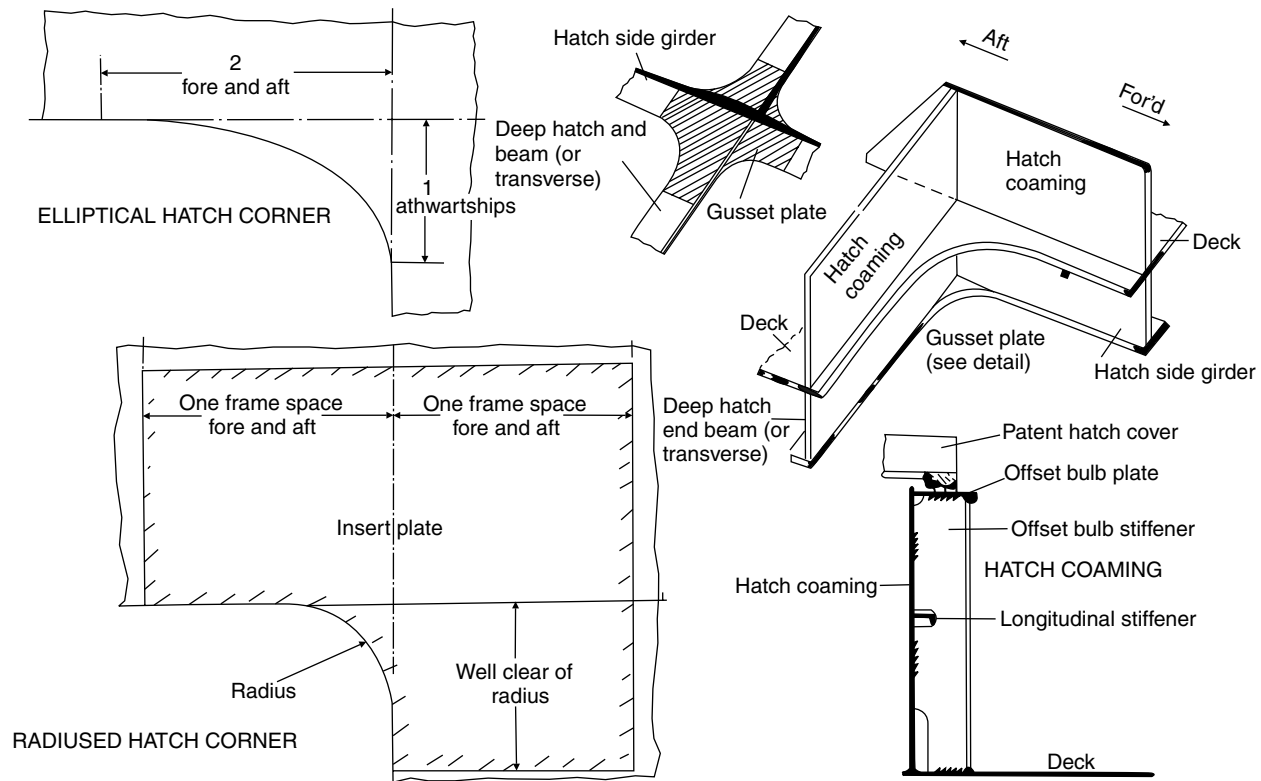 2
fore and aft
1
athwartships
ELLIPTICAL HATCH CORNER
Hatch side girder
Deep hatch and
beam (or
transverse)
Gusset plate
Aft
For'd
Hatch
coaming
Hatch
coaming
Deck
Deck
Gusset plate
(see detail)
Hatch side girder
Deep hatch
end beam (or
transverse)
One frame space
fore and aft
One frame space
fore and aft
Insert plate
Radius
Well clear of
radius
RADIUSED HATCH CORNER
Patent hatch cover
Offset bulb plate
Offset bulb stiffener
HATCH COAMING
Hatch coaming
Longitudinal stiffener
Deck